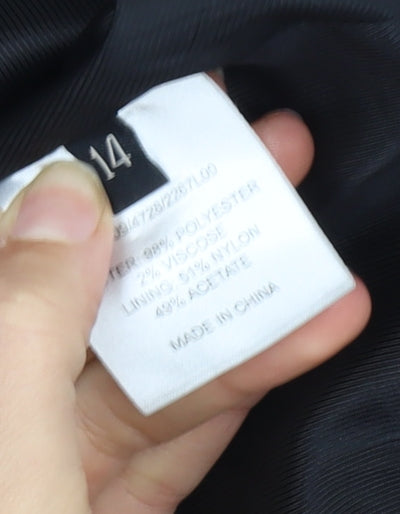 14
TER: 98% POLYESTER
2% VISCOSE
LINING: 51% NYLON
49% ACETATE
MADE IN CHINA